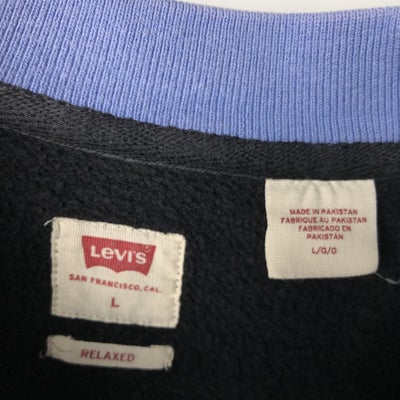 Levi's
SAN FRANCISCO, CAL.
L
RELAXED
MADE IN PAKISTAN
FABRIQUE AU PAKISTAN
FABRICADO EN
PAKISTAN
L/G/G